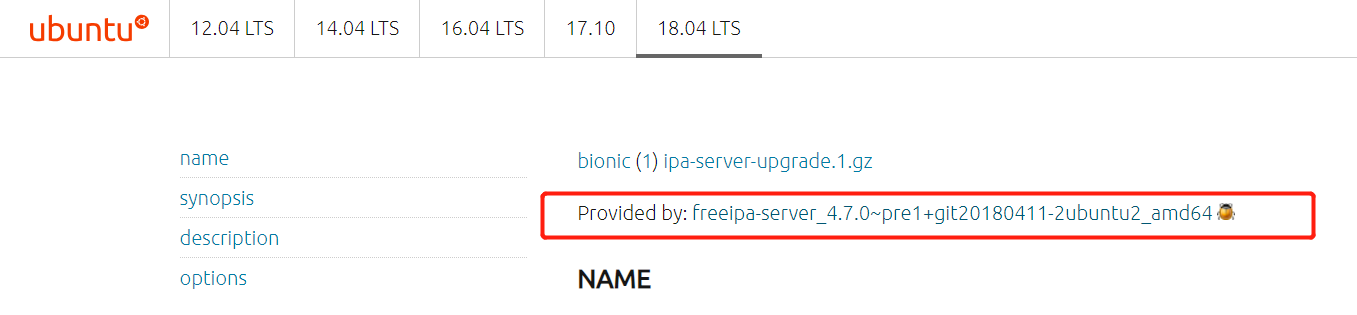 ubuntu 12.04 LTS 14.04 LTS 16.04 LTS 17.10 18.04 LTS
name
synopsis
description
options
bionic (1) ipa-server-upgrade.1.gz
Provided by: freeipa-server_4.7.0~pre1+git20180411-2ubuntu2_amd64
NAME